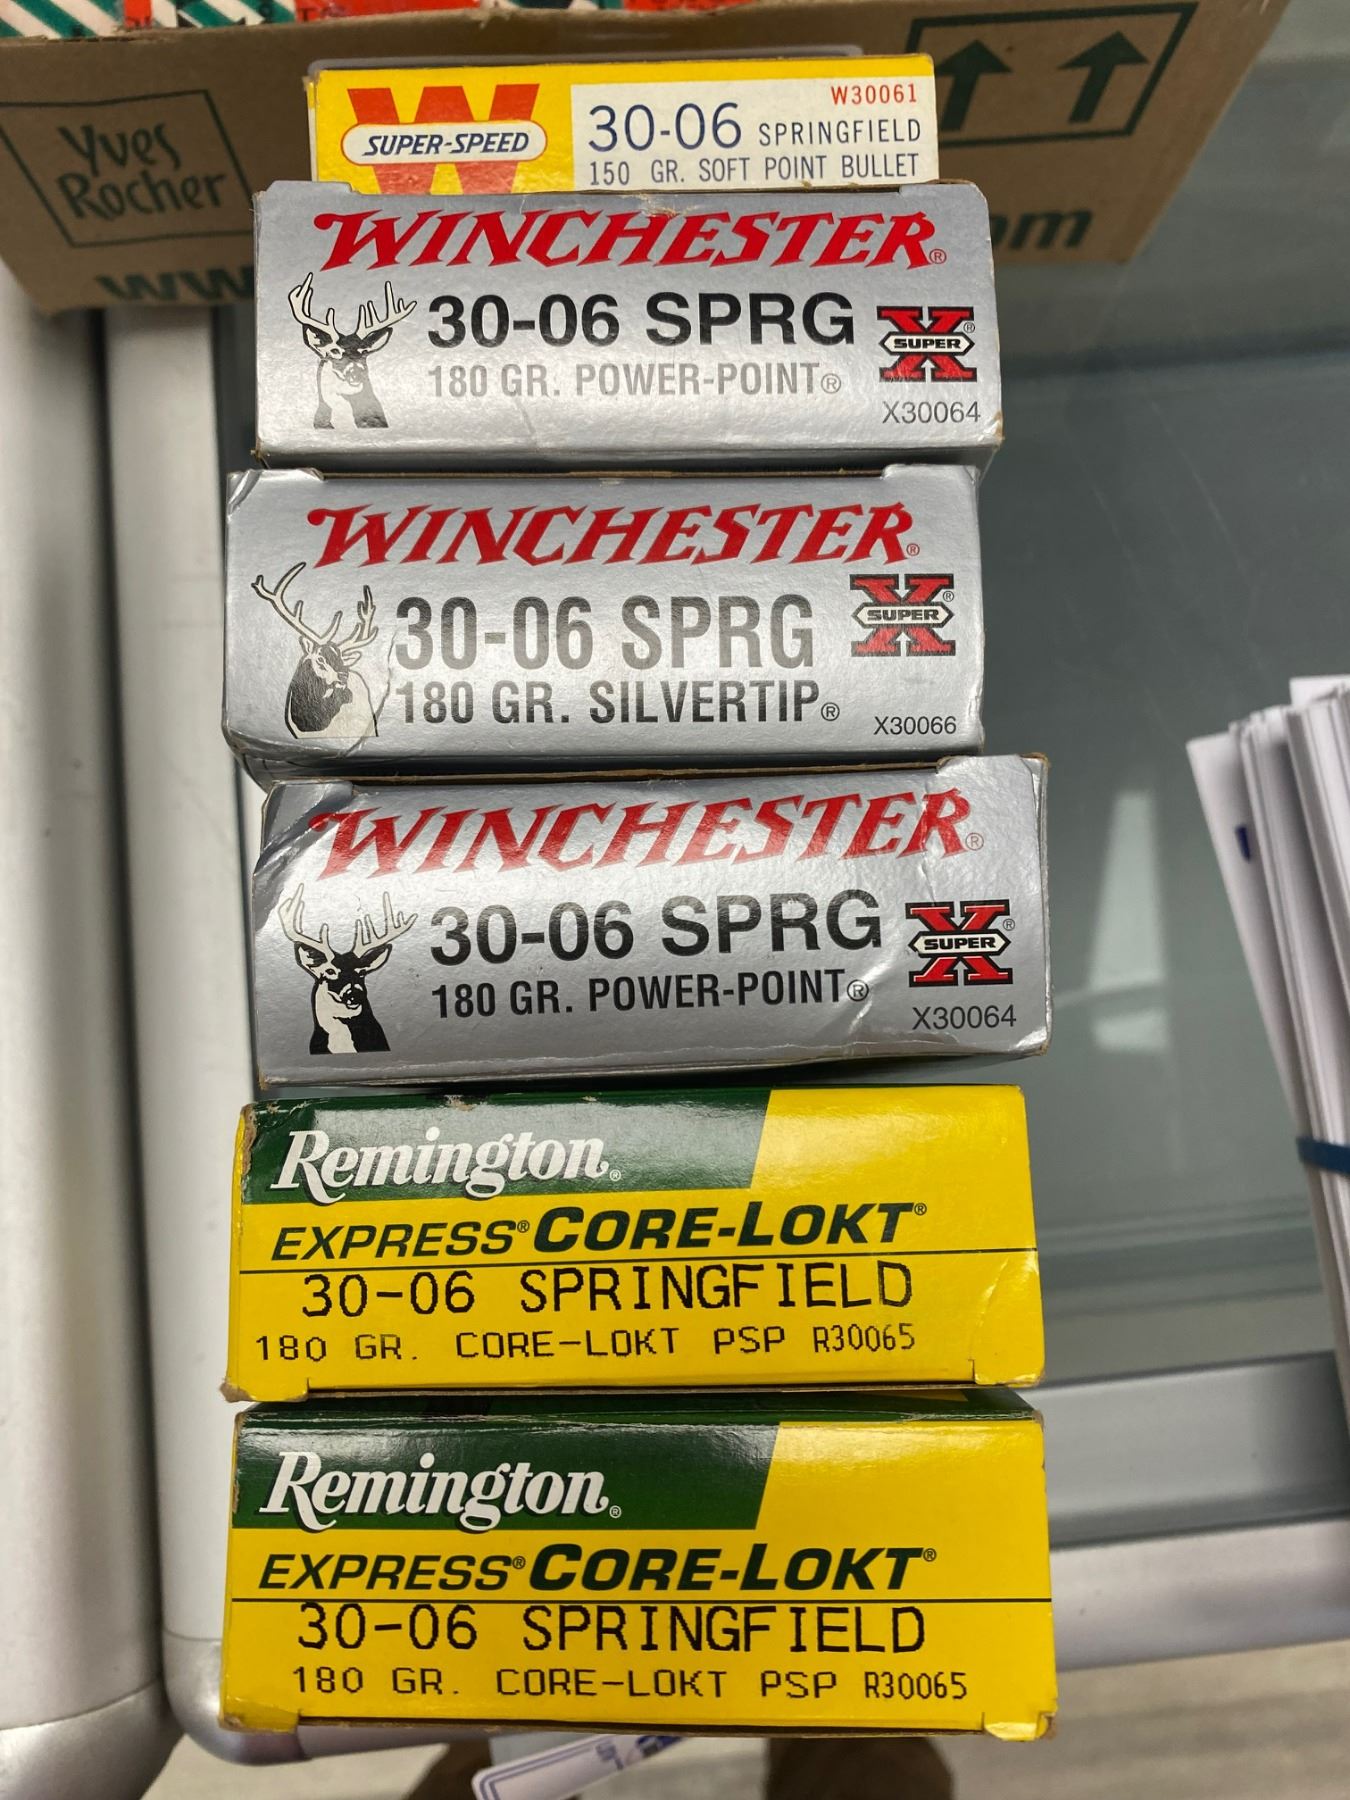 Yves
Rocher
W
SUPER-SPEED
W30061
30-06 SPRINGFIELD
150 GR. SOFT POINT BULLET
WINCHESTER®
30-06 SPRG
180 GR. POWER-POINT®
X®
SUPER
X30064
WINCHESTER®
30-06 SPRG
180 GR. SILVERTIP®
X®
SUPER
X30066
WINCHESTER®
30-06 SPRG
180 GR. POWER-POINT®
X®
SUPER
X30064
Remington®
EXPRESS® CORE-LOKT®
30-06 SPRINGFIELD
180 GR. CORE-LOKT PSP R30065
Remington®
EXPRESS® CORE-LOKT®
30-06 SPRINGFIELD
180 GR. CORE-LOKT PSP R30065